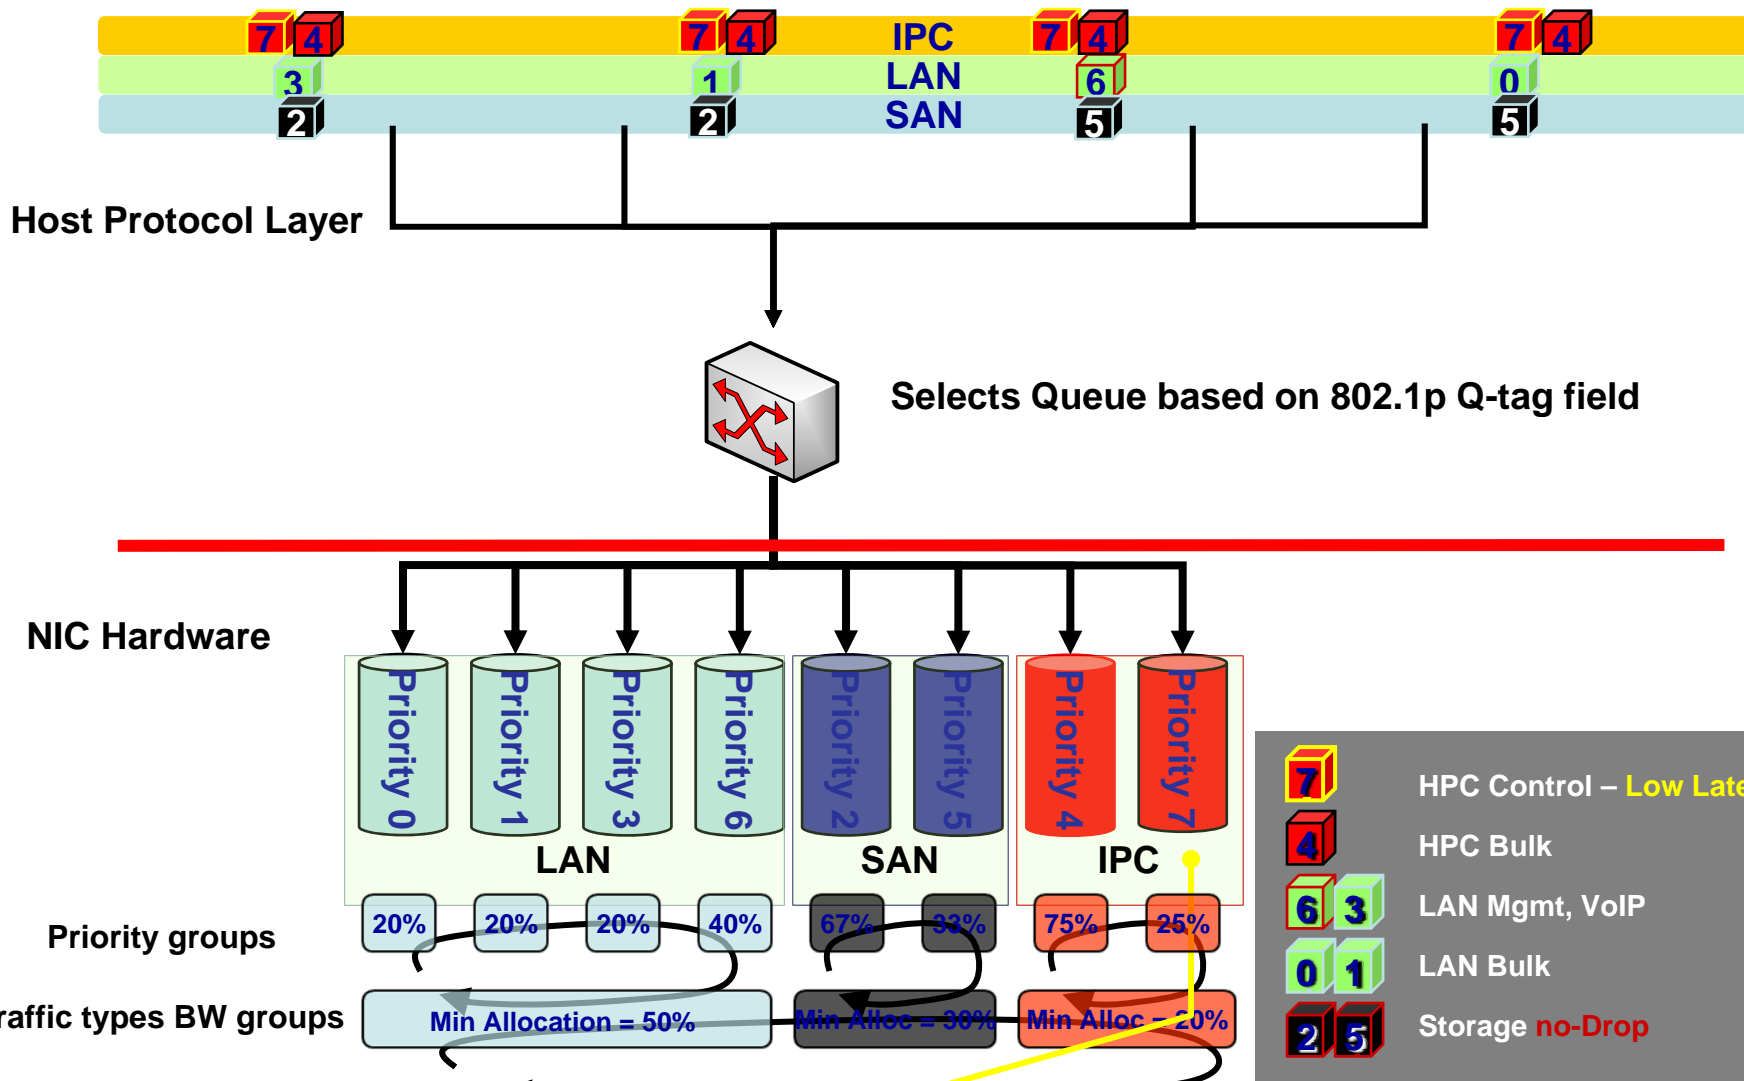 7 4 7 4 IPC 7 4 7 4
3 1 LAN 6 0
2 2 SAN 5 5
Host Protocol Layer
Selects Queue based on 802.1p Q-tag field
NIC Hardware
Priority 0
Priority 1
Priority 3
Priority 6
Priority 2
Priority 5
Priority 4
Priority 7
LAN SAN IPC
Priority groups 20% 20% 20% 40% 67% 33% 75% 25%
raffic types BW groups Min Allocation = 50% Min Alloc = 30% Min Alloc = 20%
7 HPC Control – Low Late
4 HPC Bulk
6 3 LAN Mgmt, VoIP
0 1 LAN Bulk
2 5 Storage no-Drop